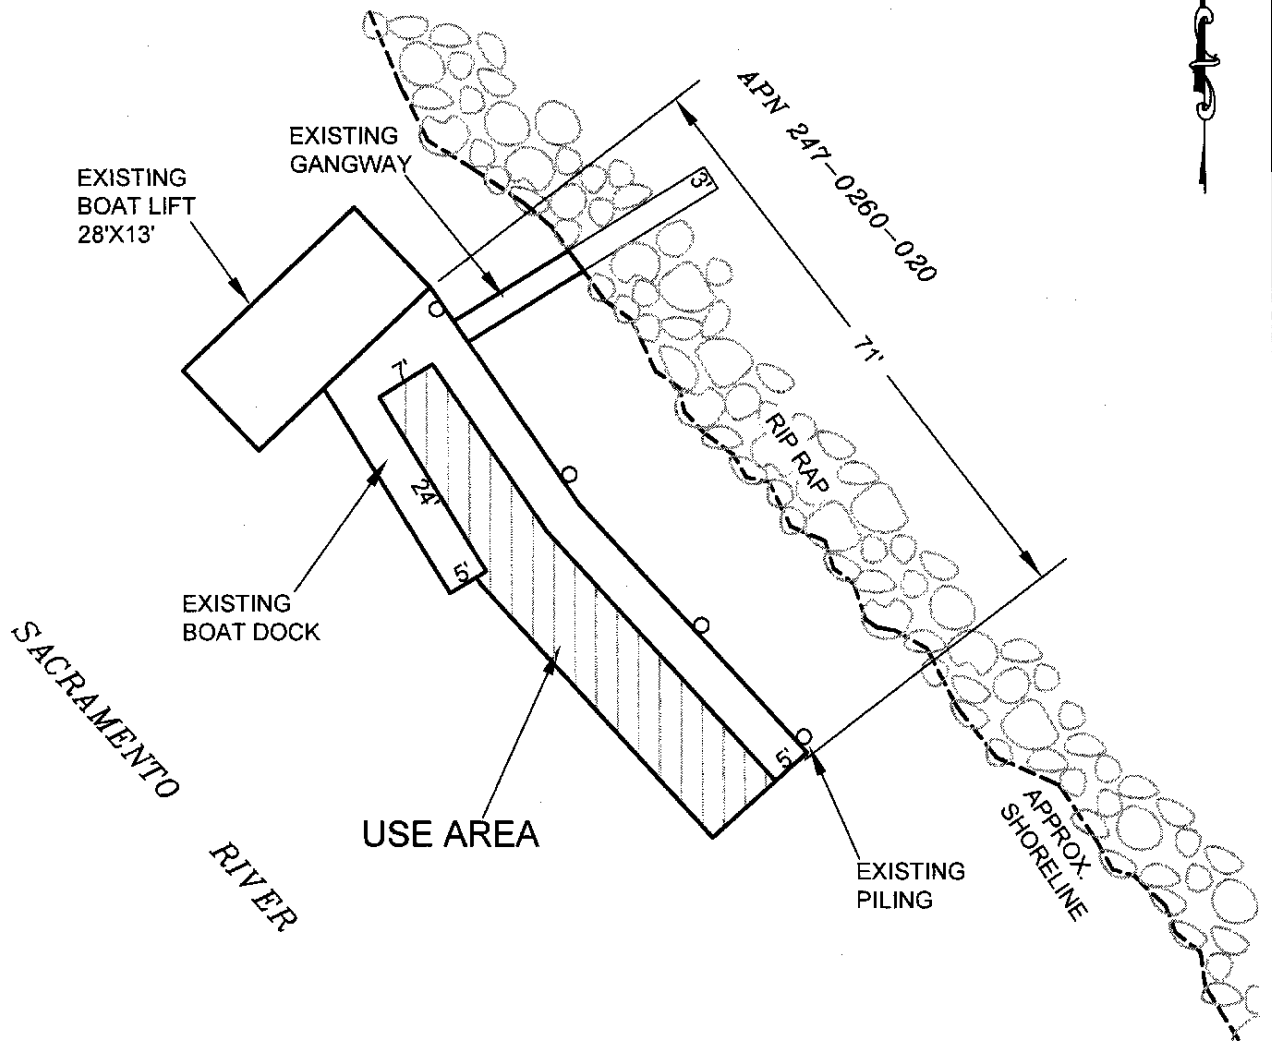 APN 247-0260-020
EXISTING
GANGWAY
3'
EXISTING
BOAT LIFT
28'X13'
71'
7'
RIP RAP
24'
5'
EXISTING
BOAT DOCK
SACRAMENTO
RIVER
USE AREA
5'
EXISTING
PILING
APPROX.
SHORELINE